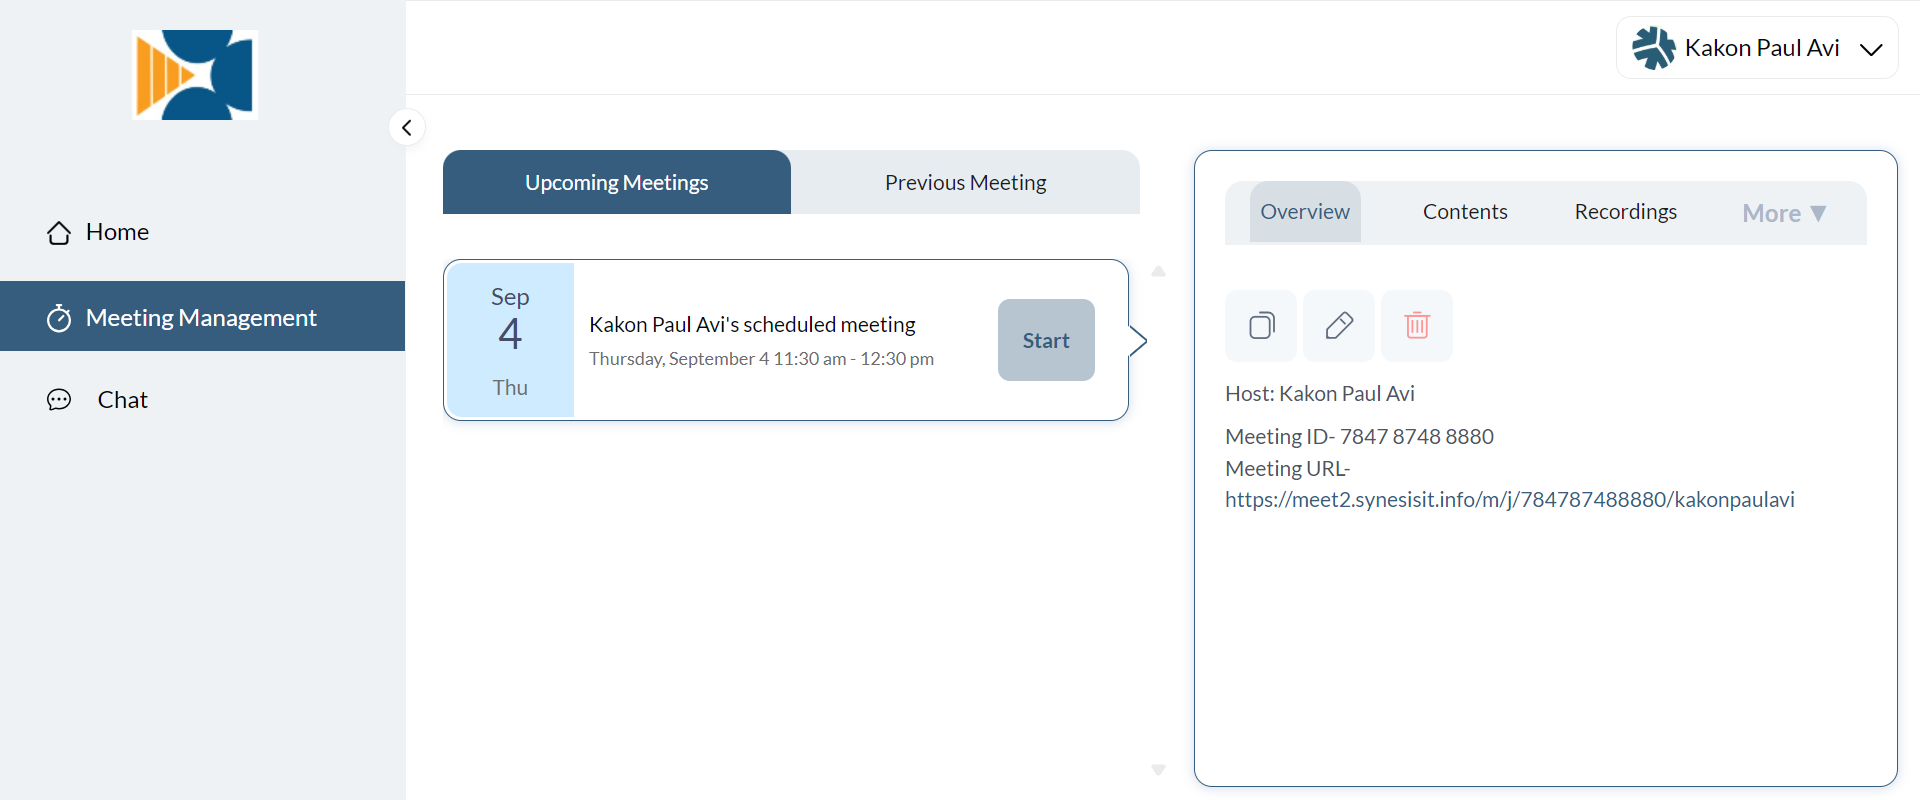 Kakon Paul Avi
Home
Meeting Management
Chat
Upcoming Meetings
Previous Meeting
Sep
4
Thu
Kakon Paul Avi's scheduled meeting
Thursday, September 4 11:30 am - 12:30 pm
Start
Overview
Contents
Recordings
More ▼
Host: Kakon Paul Avi
Meeting ID- 7847 8748 8880
Meeting URL-
https://meet2.synesisit.info/m/j/784787488880/kakonpaulavi